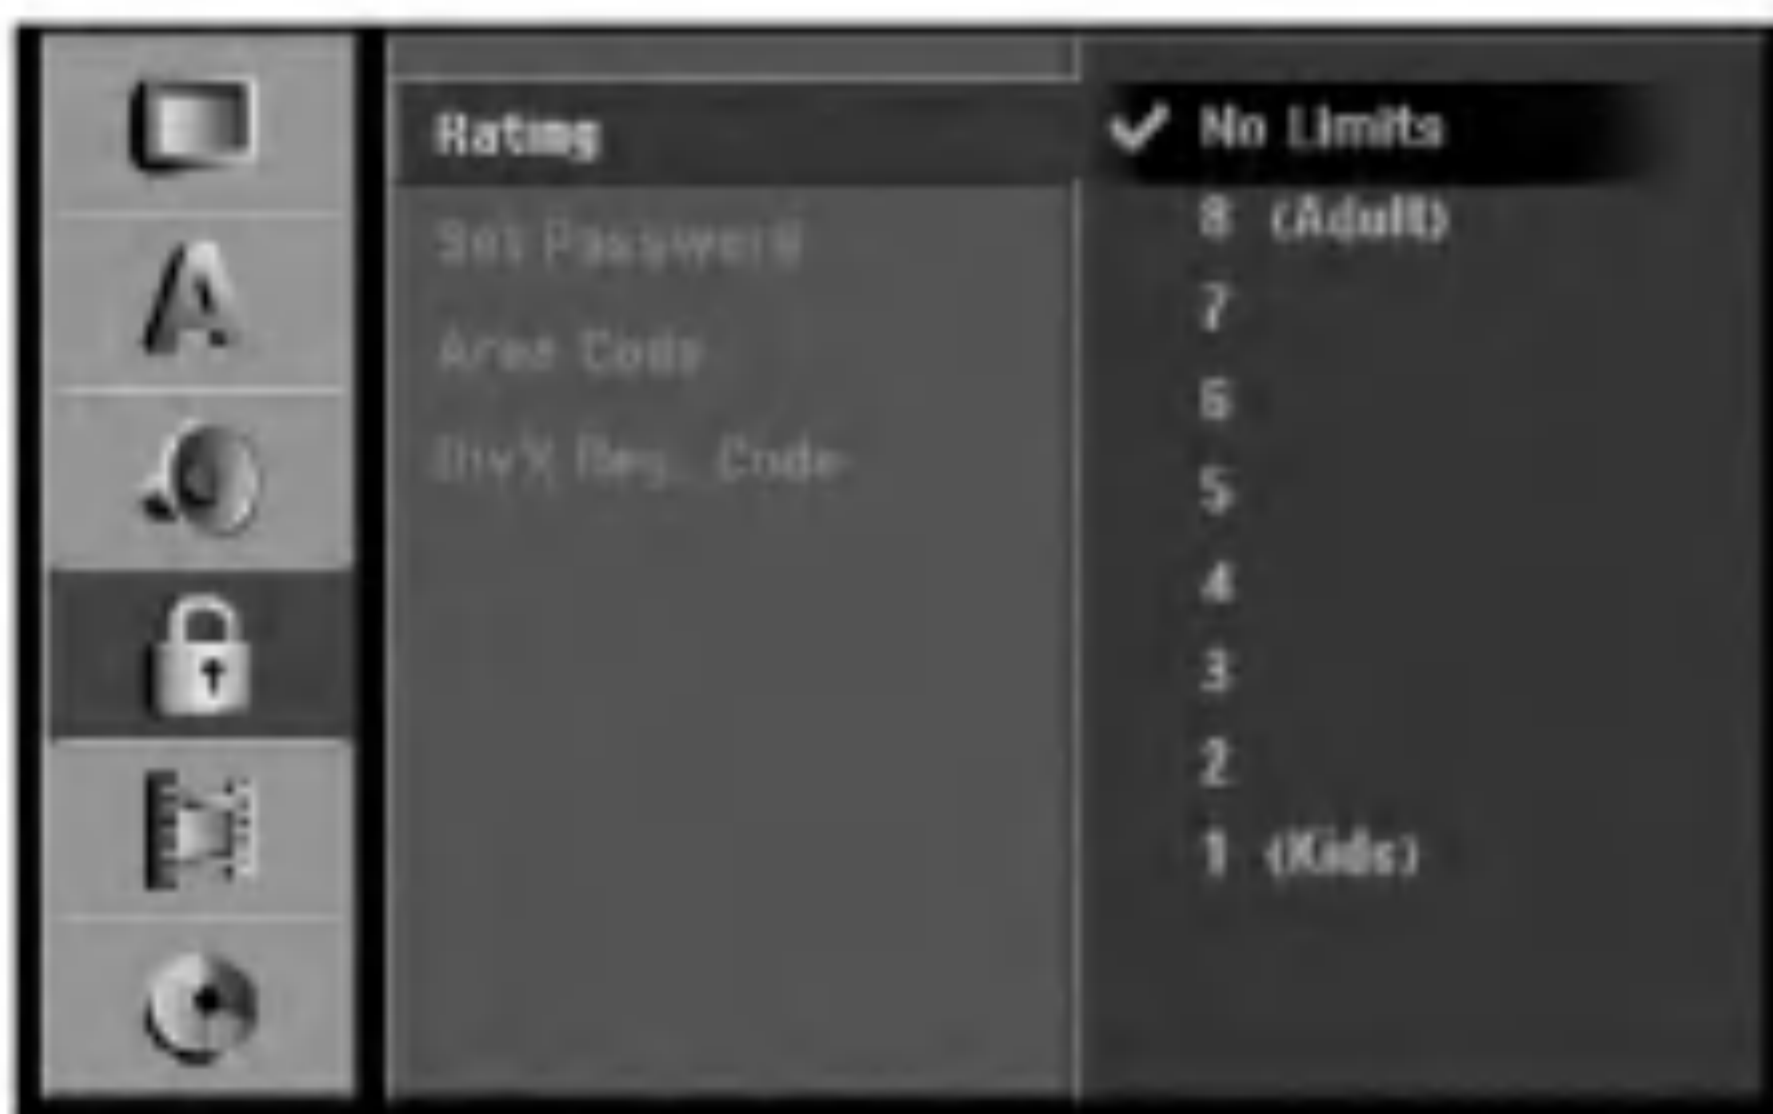 A
Rating
Set Password
Area Code
DivX Reg. Code
✓ No Limits
8 (Adult)
7
6
5
4
3
2
1 (Kids)